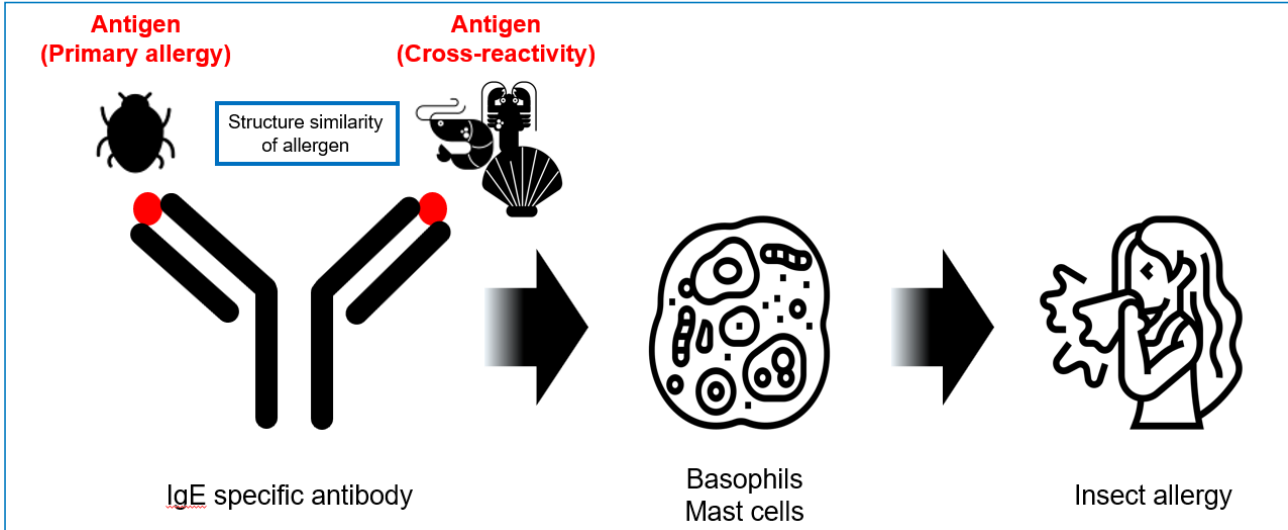 Antigen
(Primary allergy)
Antigen
(Cross-reactivity)
Structure similarity
of allergen
IgE specific antibody
Basophils
Mast cells
Insect allergy